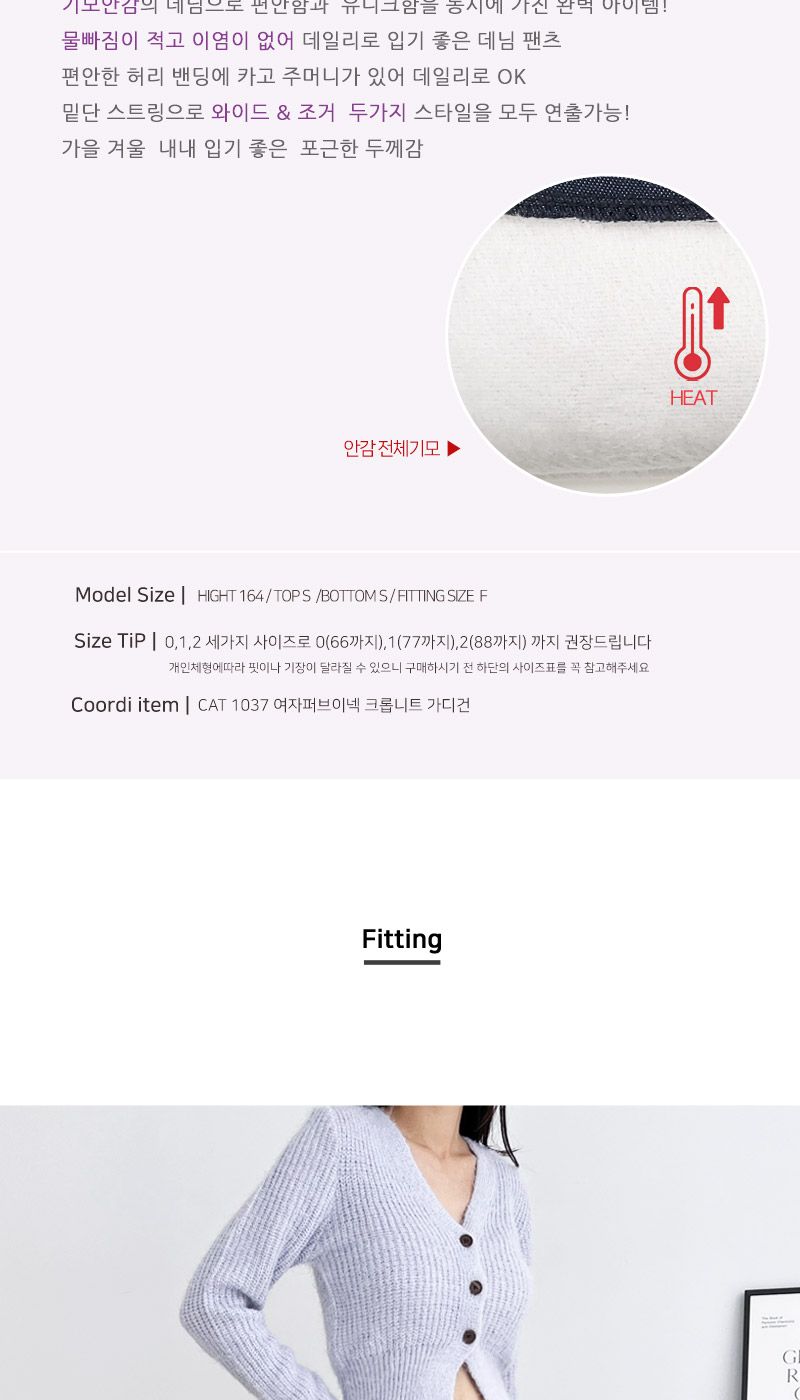 기모안감의 데님으로 편안함과 유니크함을 동시에 가진 완벽 아이템!
물빠짐이 적고 이염이 없어 데일리로 입기 좋은 데님 팬츠
편안한 허리 밴딩에 카고 주머니가 있어 데일리로 OK
밑단 스트링으로 와이드 & 조거 두가지 스타일을 모두 연출가능!
가을 겨울 내내 입기 좋은 포근한 두께감
HEAT
안감전체기모 ▶
Model Size | HIGHT 164 / TOP S /BOTTOM S / FITTING SIZE F
Size TiP | 0,1,2 세가지 사이즈로 0(66까지),1(77까지),2(88까지) 까지 권장드립니다
개인체형에따라 핏이나 기장이 달라질 수 있으니 구매하시기 전 하단의 사이즈표를 꼭 참고해주세요
Coordi item | CAT 1037 여자퍼브이넥 크롭니트 가디건
Fitting